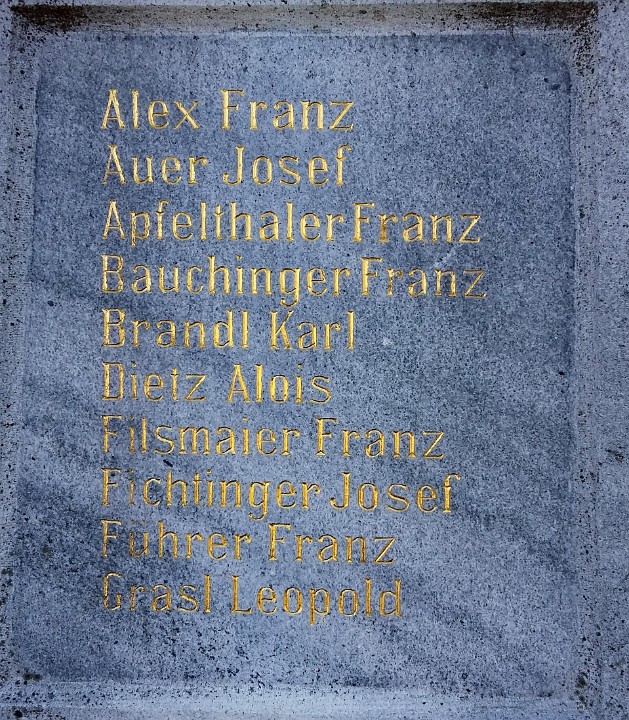 Alex Franz
Auer Josef
Apfelthaler Franz
Bauchinger Franz
Brandl Karl
Dietz Alois
Filsmaier Franz
Fichtinger Josef
Führer Franz
Grasl Leopold